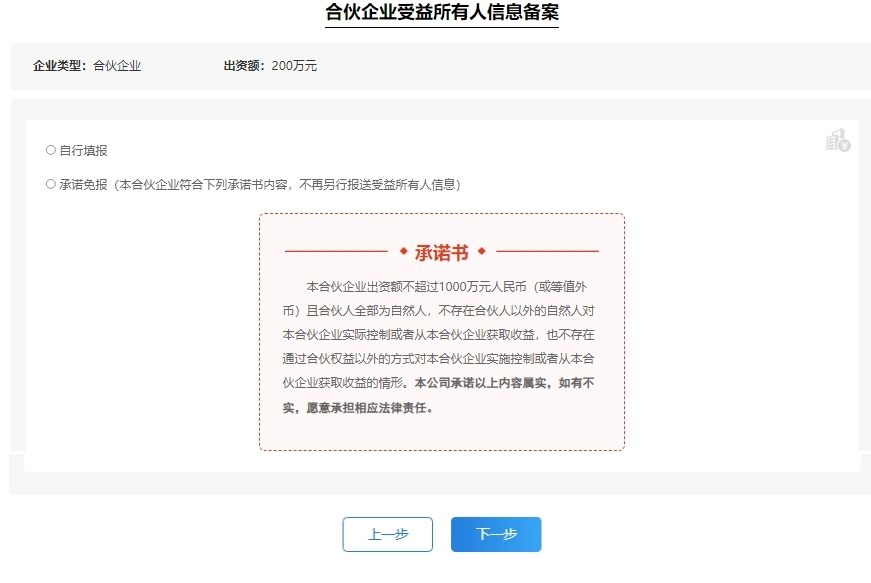 合伙企业受益所有人信息备案
企业类型：合伙企业 出资额：200万元
自行填报
承诺免报（本合伙企业符合下列承诺书内容，不再另行报送受益所有人信息）
承诺书
本合伙企业出资额不超过1000万元人民币（或等值外
币）且合伙人全部为自然人，不存在合伙人以外的自然人对
本合伙企业实际控制或者从本合伙企业获取收益，也不存在
通过合伙权益以外的方式对本合伙企业实施控制或者从本合
伙企业获取收益的情形。本公司承诺以上内容属实，如有不
实，愿意承担相应法律责任。
上一步 下一步